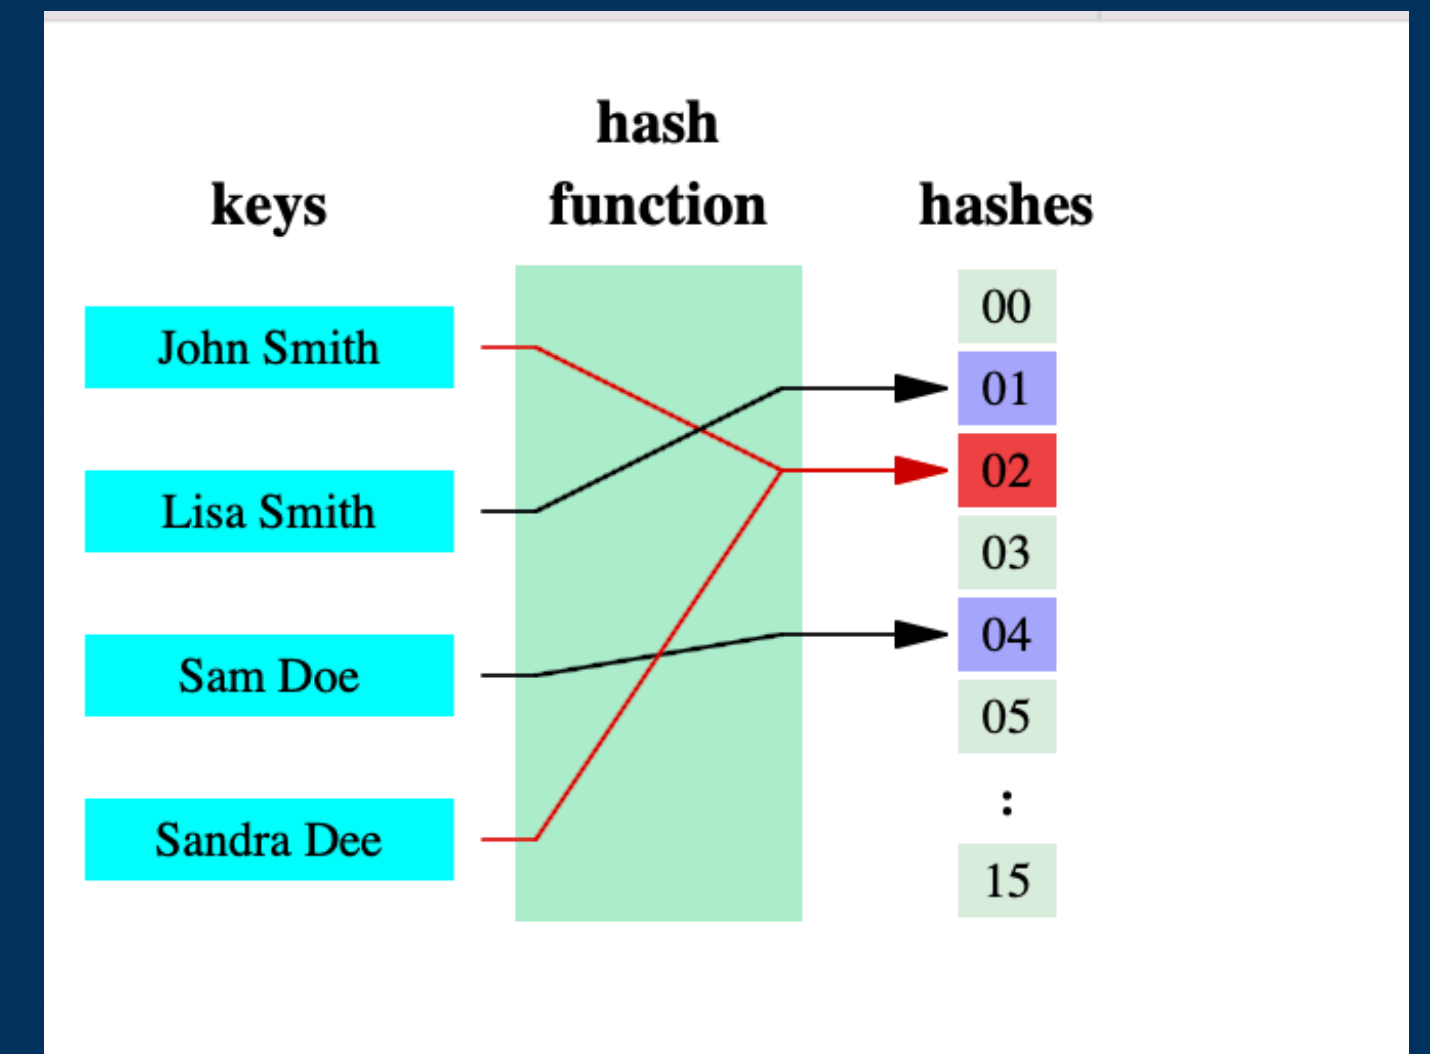 hash
function
keys
hashes
John Smith
Lisa Smith
Sam Doe
Sandra Dee
00
01
02
03
04
05
:
15